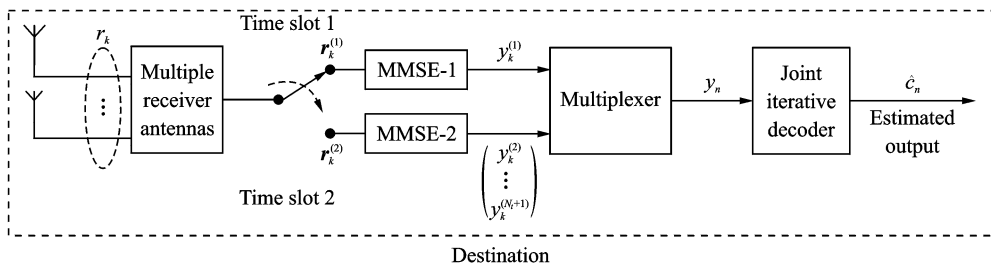 Time slot 1
r_k
⋮
Multiple
receiver
antennas
r_k^{(1)}
r_k^{(2)}
Time slot 2
MMSE-1
MMSE-2
y_k^{(1)}
y_k^{(2)}
⋮
y_k^{(N_t+1)}
Multiplexer
y_n
Joint
iterative
decoder
ĉ_n
Estimated
output
Destination